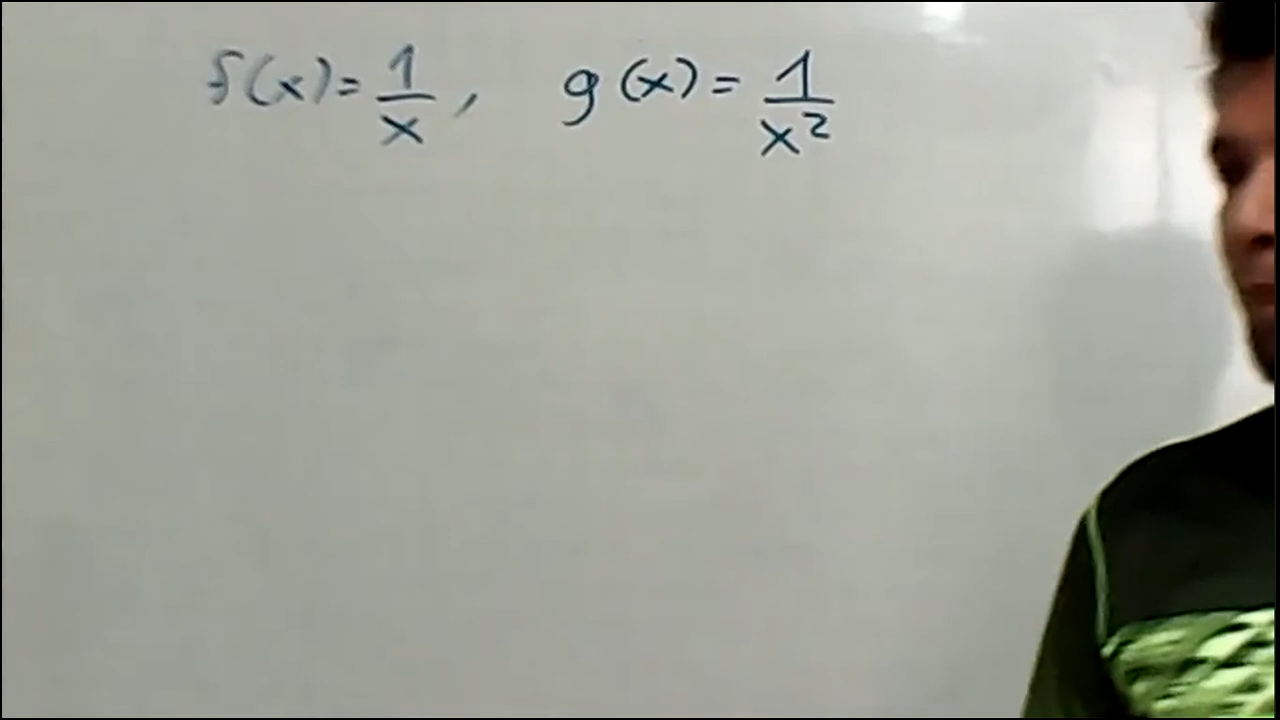 f(x) = 1/x, g(x) = 1/x²